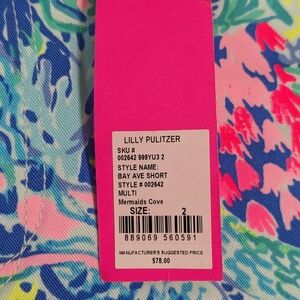 LILLY PULITZER
SKU #
002642 999YU3 2
STYLE NAME:
BAY AVE SHORT
STYLE # 002642
MULTI
Mermaids Cove
SIZE: 2
889069 560591
MANUFACTURER'S SUGGESTED PRICE
$78.00